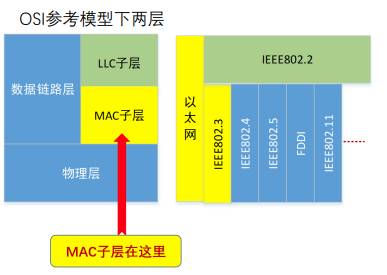 OSI参考模型下两层
数据链路层
LLC子层
MAC子层
物理层
MAC子层在这里
以太网
IEEE802.2
IEEE802.3
IEEE802.4
IEEE802.5
FDDI
IEEE802.11